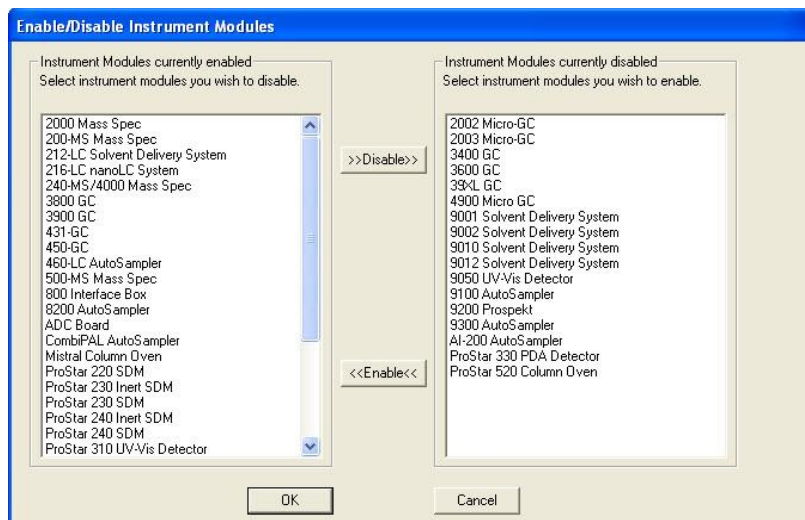 Enable/Disable Instrument Modules
Instrument Modules currently enabled
Select instrument modules you wish to disable.
2000 Mass Spec
200-MS Mass Spec
212-LC Solvent Delivery System
216-LC nanoLC System
240-MS/4000 Mass Spec
3800 GC
3900 GC
431-GC
450-GC
460-LC AutoSampler
500-MS Mass Spec
800 Interface Box
8200 AutoSampler
ADC Board
CombiPAL AutoSampler
Mistral Column Oven
ProStar 220 SDM
ProStar 230 Inert SDM
ProStar 230 SDM
ProStar 240 Inert SDM
ProStar 240 SDM
ProStar 310 UV-Vis Detector
>>Disable>>
<<Enable<<
Instrument Modules currently disabled
Select instrument modules you wish to enable.
2002 Micro-GC
2003 Micro-GC
3400 GC
3600 GC
39XL GC
4900 Micro GC
9001 Solvent Delivery System
9002 Solvent Delivery System
9010 Solvent Delivery System
9012 Solvent Delivery System
9050 UV-Vis Detector
9100 AutoSampler
9200 Prospekt
9300 AutoSampler
AI-200 AutoSampler
ProStar 330 PDA Detector
ProStar 520 Column Oven
OK
Cancel